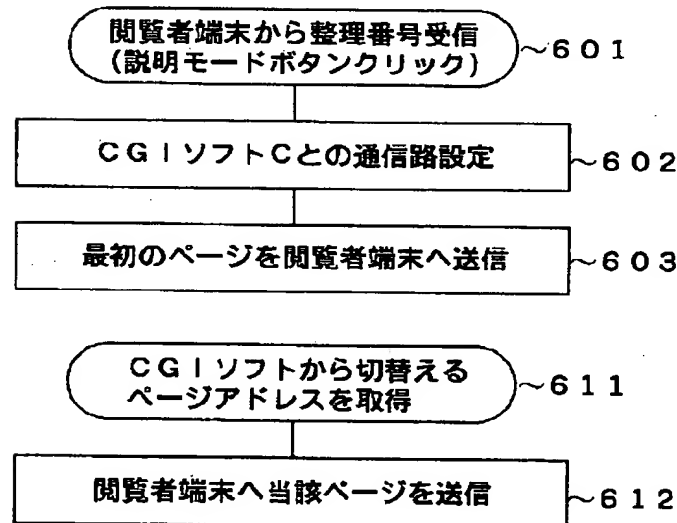 閲覧者端末から整理番号受信
(説明モードボタンクリック)
~601
CGIソフトCとの通信路設定
~602
最初のページを閲覧者端末へ送信
~603
CGIソフトから切替える
ページアドレスを取得
~611
閲覧者端末へ当該ページを送信
~612